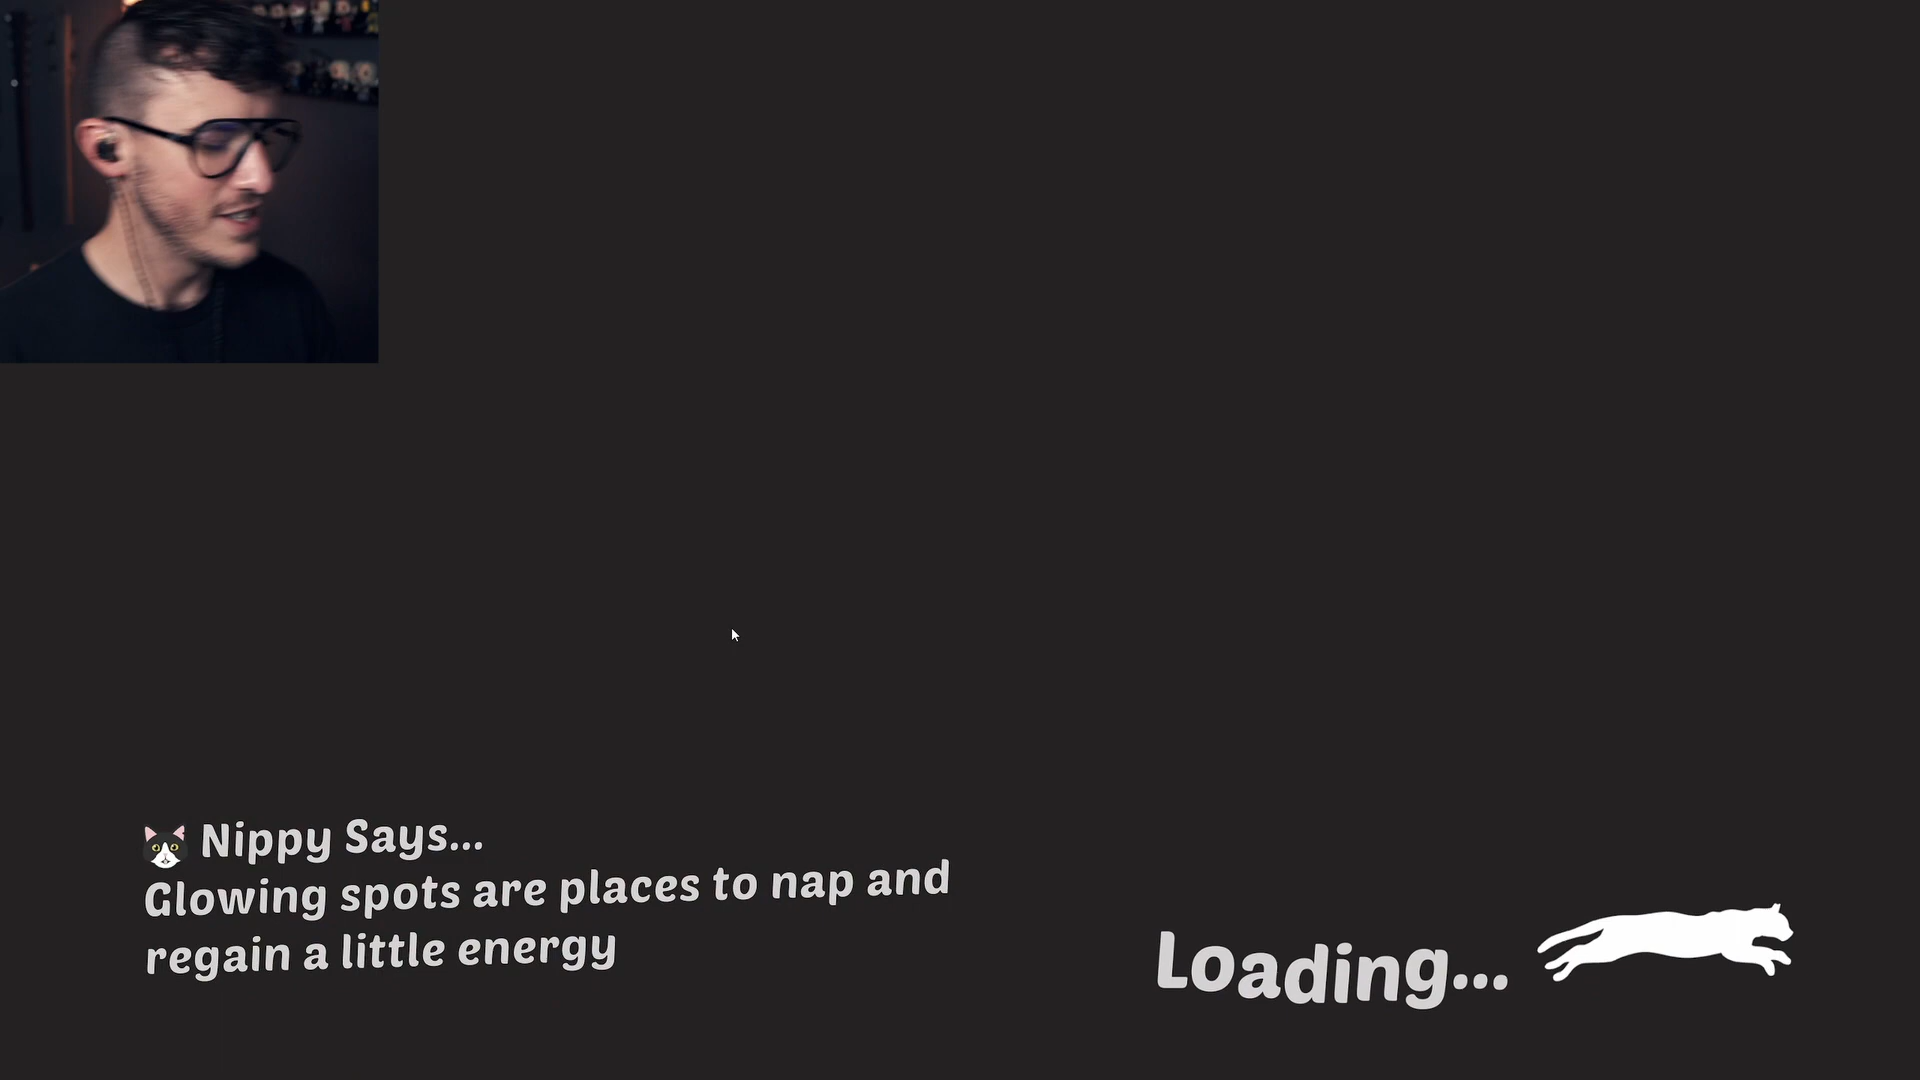 Nippy Says...
Glowing spots are places to nap and
regain a little energy
Loading...